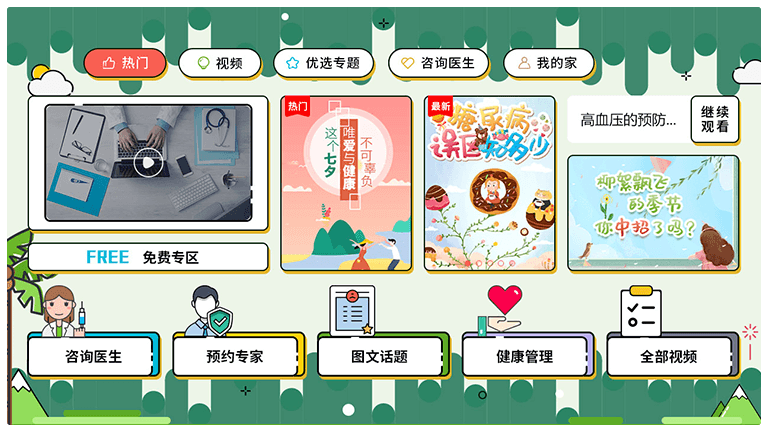 热门
视频
优选专题
咨询医生
我的家
热门
这个七夕
唯爱与健康
不可辜负
最新
糖尿病
误区知多少
高血压的预防...
继续
观看
柳絮飘飞
的季节
你中招了吗？
FREE 免费专区
咨询医生
预约专家
图文话题
健康管理
全部视频